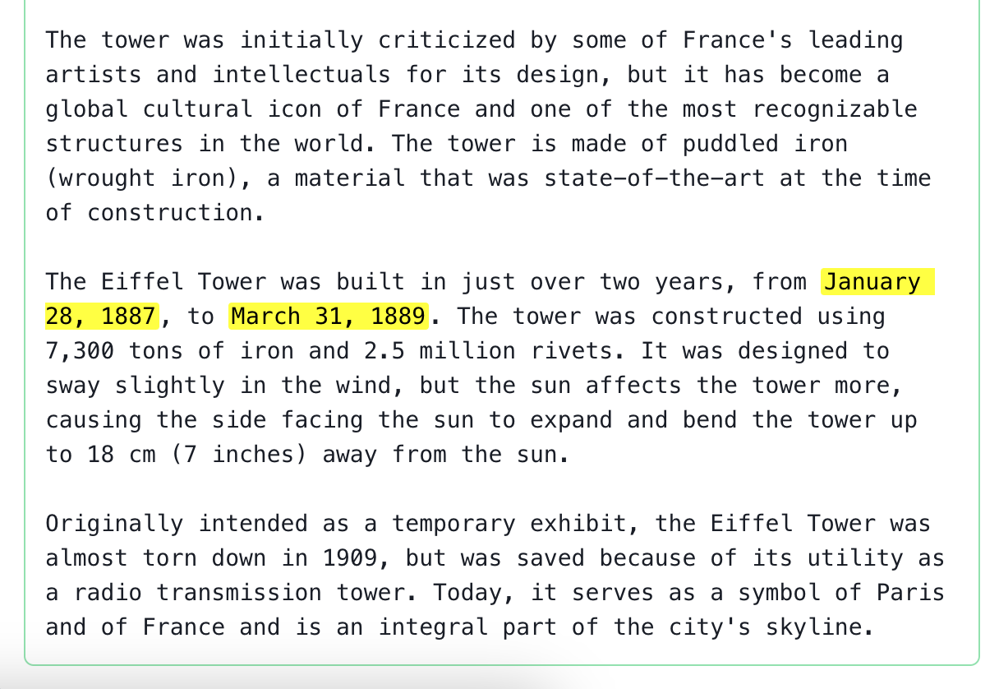 The tower was initially criticized by some of France's leading
artists and intellectuals for its design, but it has become a
global cultural icon of France and one of the most recognizable
structures in the world. The tower is made of puddled iron
(wrought iron), a material that was state-of-the-art at the time
of construction.
The Eiffel Tower was built in just over two years, from January
28, 1887, to March 31, 1889. The tower was constructed using
7,300 tons of iron and 2.5 million rivets. It was designed to
sway slightly in the wind, but the sun affects the tower more,
causing the side facing the sun to expand and bend the tower up
to 18 cm (7 inches) away from the sun.
Originally intended as a temporary exhibit, the Eiffel Tower was
almost torn down in 1909, but was saved because of its utility as
a radio transmission tower. Today, it serves as a symbol of Paris
and of France and is an integral part of the city's skyline.